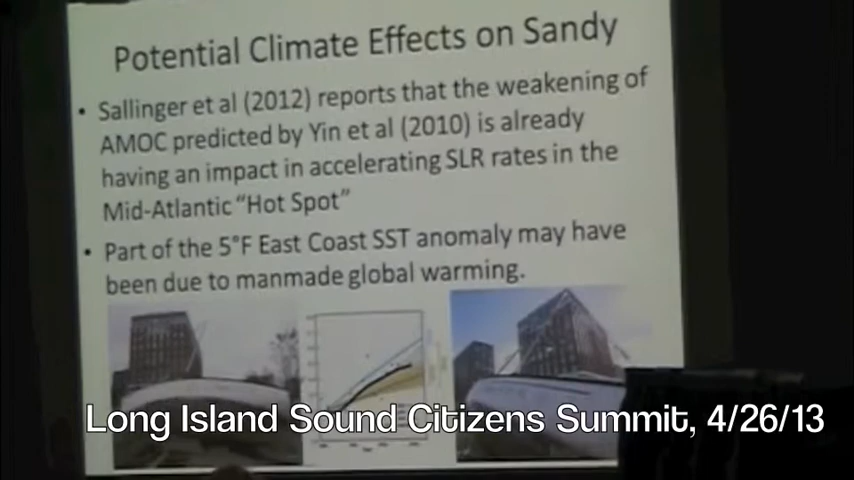 Potential Climate Effects on Sandy
• Sallinger et al (2012) reports that the weakening of
AMOC predicted by Yin et al (2010) is already
having an impact in accelerating SLR rates in the
Mid-Atlantic “Hot Spot”
• Part of the 5°F East Coast SST anomaly may have
been due to manmade global warming.
Long Island Sound Citizens Summit, 4/26/13